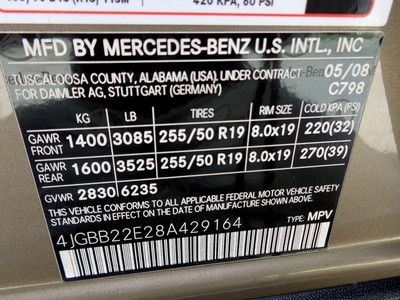 420 KPA, 60 PSI
MFD BY MERCEDES-BENZ U.S. INTL., INC
TUSCALOOSA COUNTY, ALABAMA (USA). UNDER CONTRACT 05/08
FOR DAIMLER AG, STUTTGART (GERMANY) C798
KG LB TIRES RIM SIZE COLD KPA (PSI)
GAWR FRONT 1400 3085 255/50 R19 8.0x19 220(32)
GAWR REAR 1600 3525 255/50 R19 8.0x19 270(39)
GVWR 2830 6235
THIS VEHICLE CONFORMS TO ALL APPLICABLE FEDERAL MOTOR VEHICLE SAFETY
STANDARDS IN EFFECT ON THE DATE OF MANUFACTURE SHOWN ABOVE.
4JGBB22E28A429164 TYPE: MPV